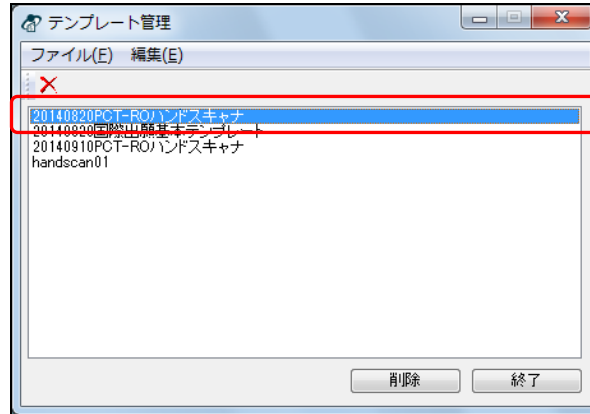 テンプレート管理
ファイル(F) 編集(E)
20140820PCT-ROハンドスキャナ
20140820国際出願基本テンプレート
20140910PCT-ROハンドスキャナ
handscan01
削除 終了